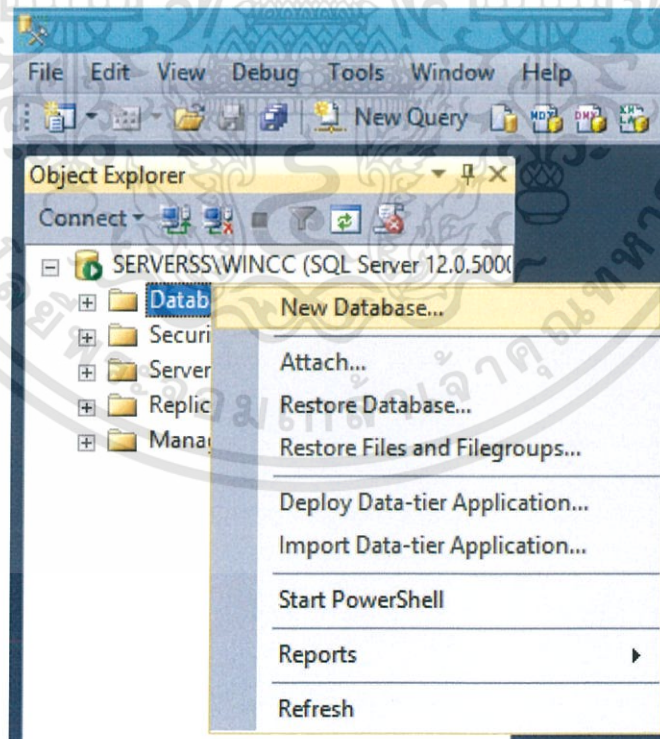 File Edit View Debug Tools Window Help
New Query
Object Explorer
Connect
SERVERSS\WINCC (SQL Server 12.0.5000
Datab
Securi
Server
Replic
Mana
New Database...
Attach...
Restore Database...
Restore Files and Filegroups...
Deploy Data-tier Application...
Import Data-tier Application...
Start PowerShell
Reports
Refresh